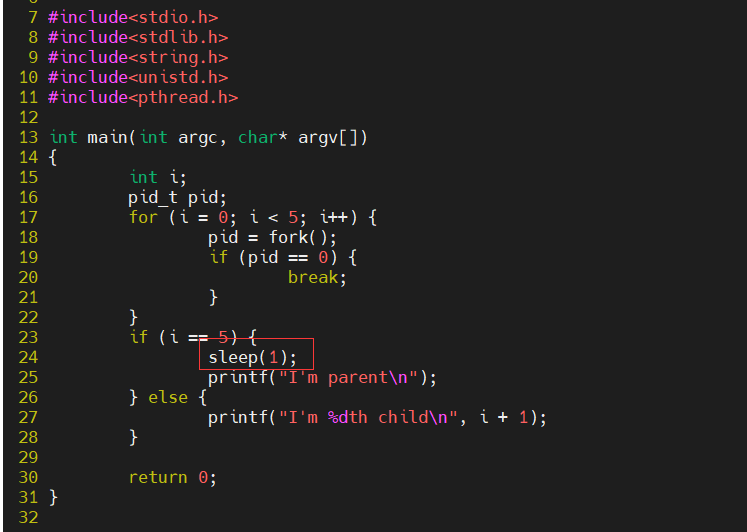 7 #include<stdio.h>
8 #include<stdlib.h>
9 #include<string.h>
10 #include<unistd.h>
11 #include<pthread.h>
12
13 int main(int argc, char* argv[])
14 {
15         int i;
16         pid_t pid;
17         for (i = 0; i < 5; i++) {
18                 pid = fork();
19                 if (pid == 0) {
20                         break;
21                 }
22         }
23         if (i == 5) {
24                 sleep(1);
25                 printf("I'm parent\n");
26         } else {
27                 printf("I'm %dth child\n", i + 1);
28         }
29
30         return 0;
31 }
32